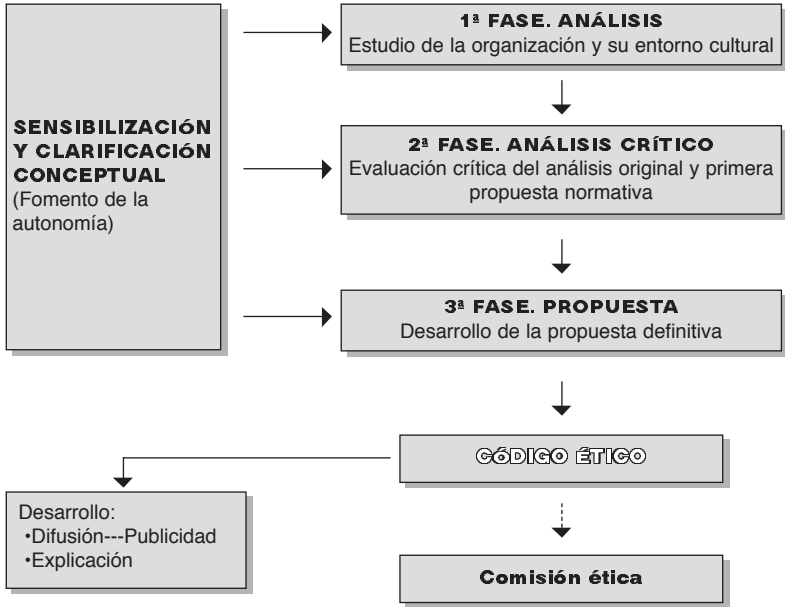 SENSIBILIZACIÓN
Y CLARIFICACIÓN
CONCEPTUAL
(Fomento de la
autonomía)
1ª FASE. ANÁLISIS
Estudio de la organización y su entorno cultural
2ª FASE. ANÁLISIS CRÍTICO
Evaluación crítica del análisis original y primera
propuesta normativa
3ª FASE. PROPUESTA
Desarrollo de la propuesta definitiva
CÓDIGO ÉTICO
Desarrollo:
•Difusión---Publicidad
•Explicación
Comisión ética